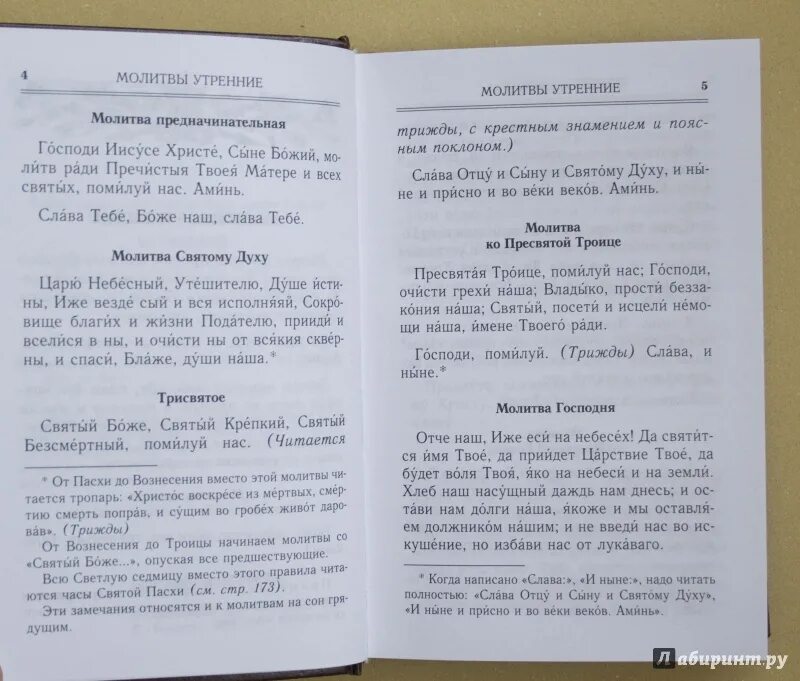 4
МОЛИТВЫ УТРЕННИЕ
Молитва предначинательная
Го́споди Иису́се Христе́, Сы́не Бо́жий, мо-
ли́тв ра́ди Пречи́стыя Твоея́ Ма́тере и всех
святы́х, поми́луй нас. Ами́нь.
Сла́ва Тебе́, Бо́же наш, сла́ва Тебе́.
Молитва Святому Духу
Царю́ Небе́сный, Уте́шителю, Ду́ше и́сти-
ны, И́же везде́ сый и вся исполня́яй, Сокро́-
вище благи́х и жи́зни Пода́телю, прииди́ и
всели́ся в ны, и очи́сти ны от вся́кия скве́р-
ны, и спаси́, Бла́же, ду́ши на́ша.*
Трисвятое
Святы́й Бо́же, Святы́й Кре́пкий, Святы́й
Безсме́ртный, поми́луй нас. (Читается
* От Пасхи до Вознесения вместо этой молитвы чи-
тается тропарь: «Христо́с воскре́се из ме́ртвых, сме́р-
тию смерть попра́в, и су́щим во гробе́х живо́т даро-
ва́в». (Трижды)
От Вознесения до Троицы начинаем молитвы со
«Святы́й Бо́же...», опуская все предшествующие.
Всю Светлую седмицу вместо этого правила чита-
ются часы Святой Пасхи (см. стр. 173).
Эти замечания относятся и к молитвам на сон гря-
дущим.
МОЛИТВЫ УТРЕННИЕ
5
трижды, с крестным знамением и пояс-
ным поклоном.)
Сла́ва Отцу́ и Сы́ну и Свято́му Ду́ху, и ны́-
не и при́сно и во ве́ки веко́в. Ами́нь.
Молитва
ко Пресвятой Троице
Пресвята́я Тро́ице, поми́луй нас; Го́споди,
очи́сти грехи́ на́ша; Влады́ко, прости́ безза-
ко́ния на́ша; Святы́й, посети́ и исцели́ не́мо-
щи на́ша, и́мене Твоего́ ра́ди.
Го́споди, поми́луй. (Трижды) Сла́ва, и
ны́не.*
Молитва Господня
О́тче наш, И́же еси́ на небесе́х! Да святи́т-
ся и́мя Твое́, да прии́дет Ца́рствие Твое́, да
бу́дет во́ля Твоя́, я́ко на небеси́ и на земли́.
Хлеб наш насу́щный даждь нам днесь; и о-
ста́ви нам до́лги на́ша, я́коже и мы оставля́-
ем должнико́м на́шим; и не введи́ нас во ис-
куше́ние, но изба́ви нас от лука́ваго.
* Когда написано «Слава:», «И ныне:», надо читать
полностью: «Сла́ва Отцу́ и Сы́ну и Свято́му Ду́ху»,
«И ны́не и при́сно и во ве́ки веко́в. Ами́нь».
Лабиринт.ру